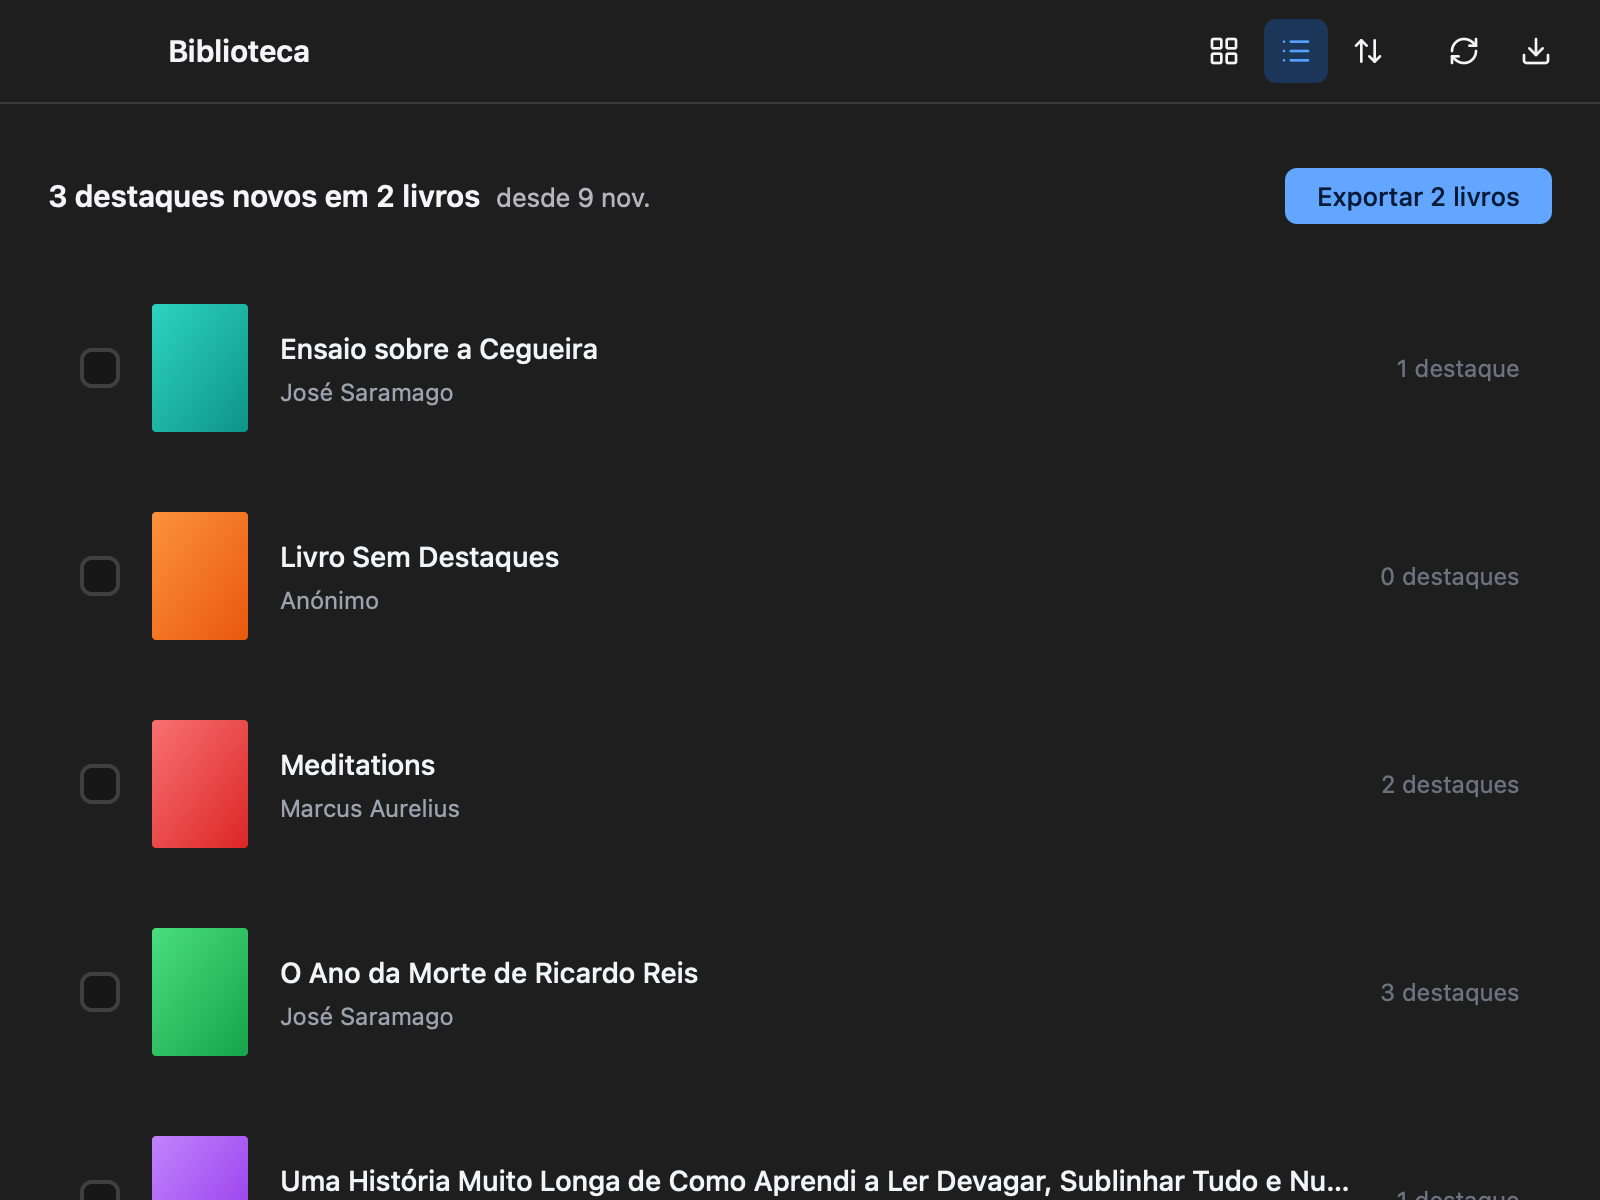 Biblioteca
3 destaques novos em 2 livros desde 9 nov.
Exportar 2 livros
Ensaio sobre a Cegueira
José Saramago
1 destaque
Livro Sem Destaques
Anónimo
0 destaques
Meditations
Marcus Aurelius
2 destaques
O Ano da Morte de Ricardo Reis
José Saramago
3 destaques
Uma História Muito Longa de Como Aprendi a Ler Devagar, Sublinhar Tudo e Nu...
1 destaque